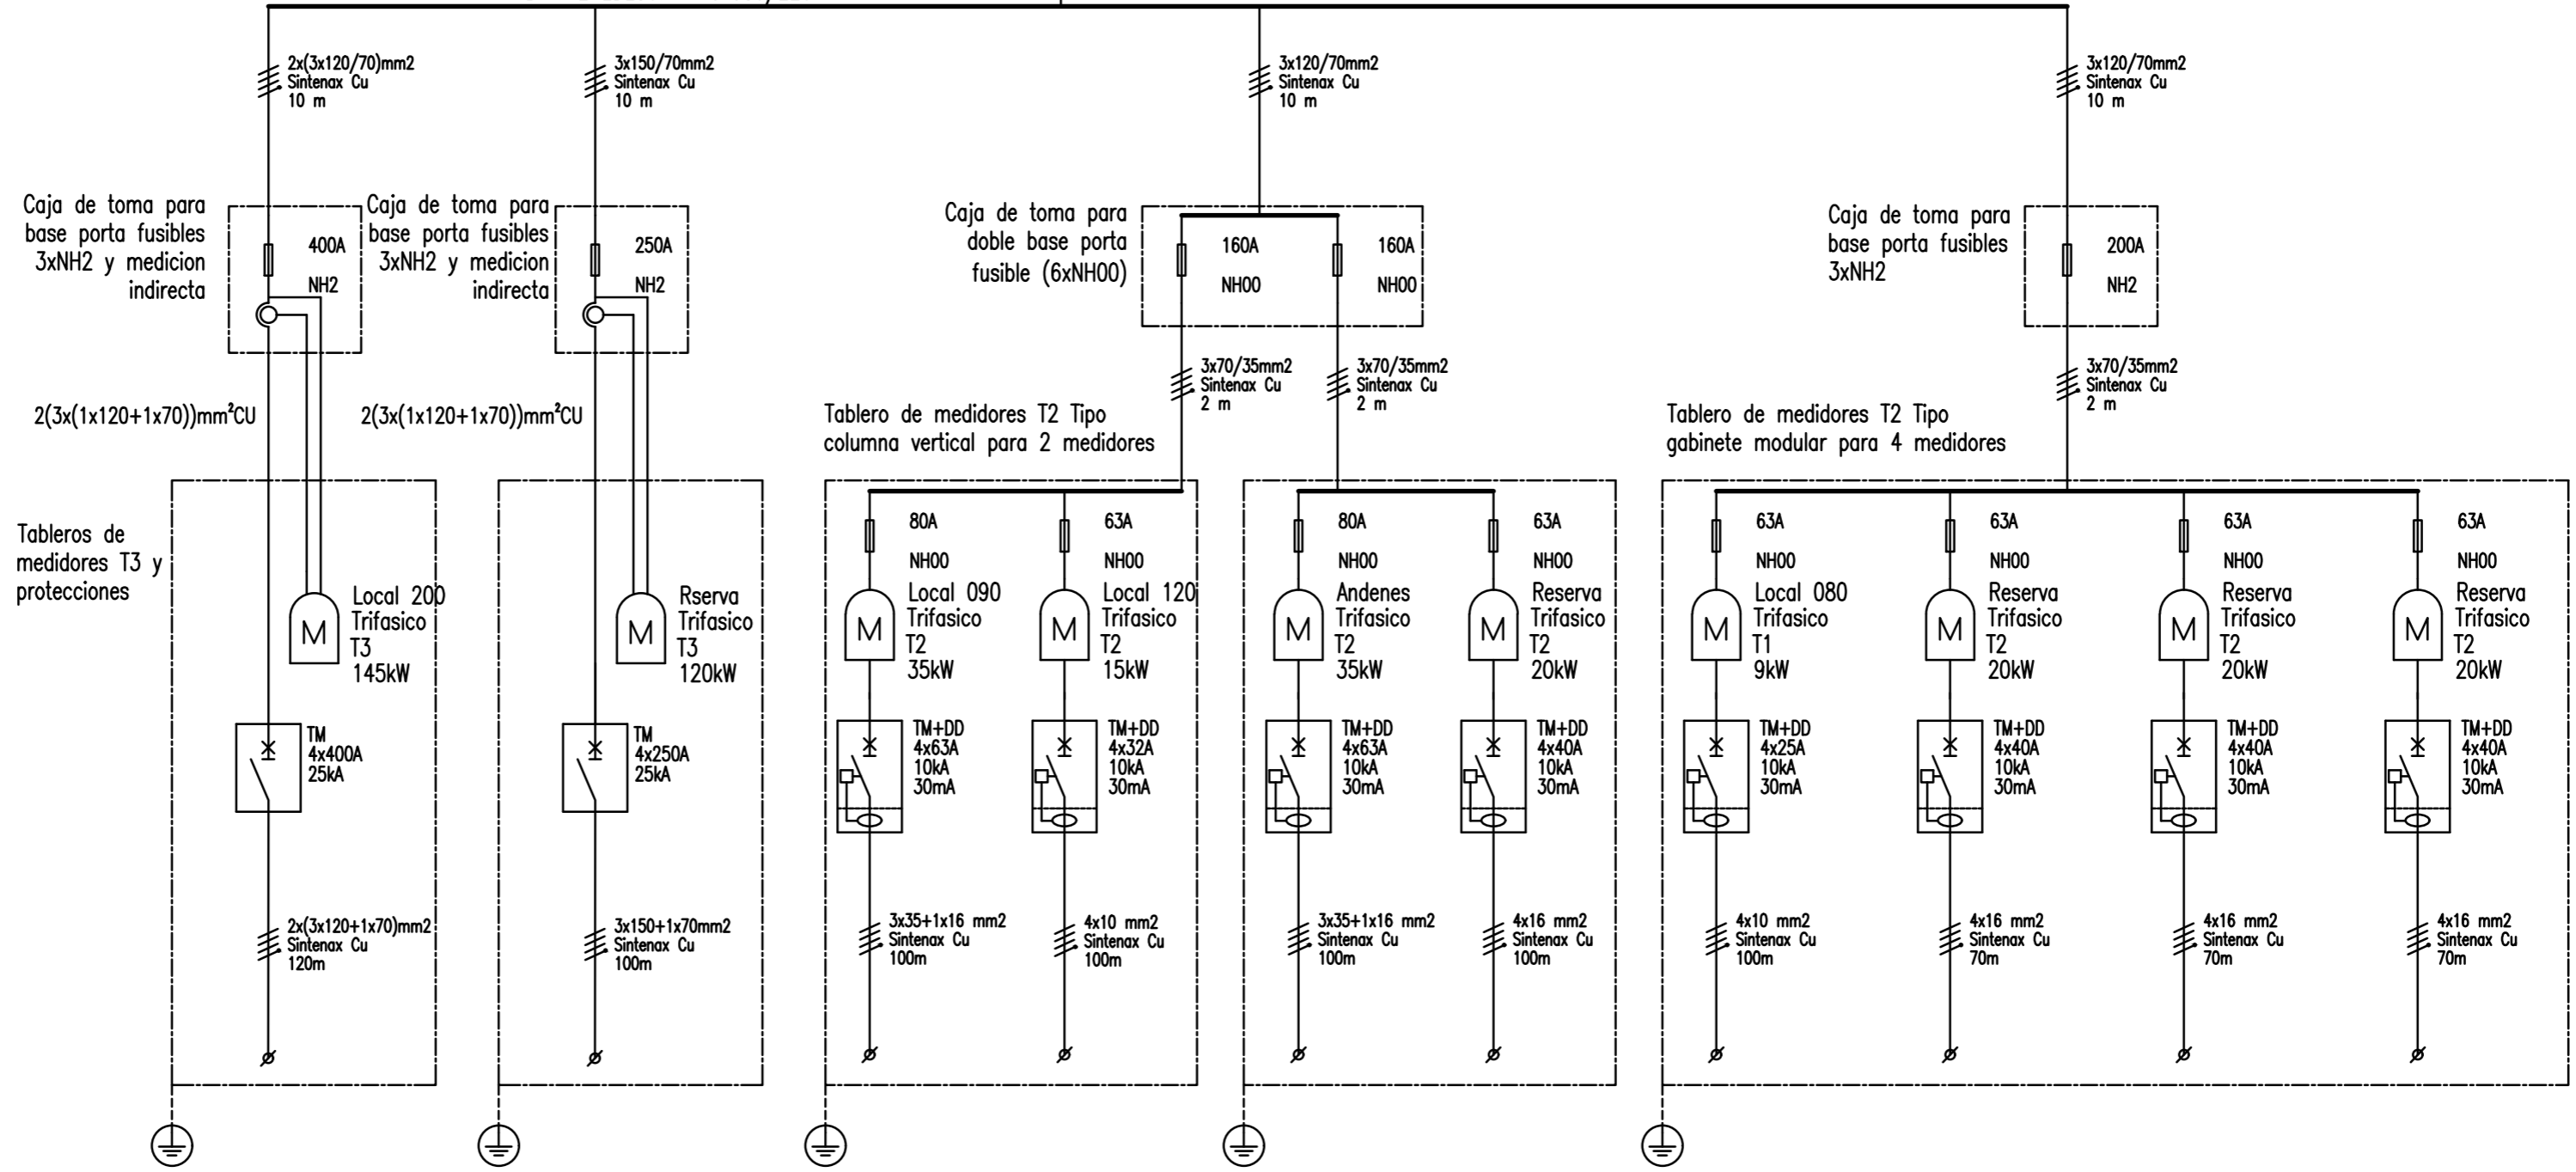 2x(3x120/70)mm2
Sintenax Cu
10 m
3x150/70mm2
Sintenax Cu
10 m
3x120/70mm2
Sintenax Cu
10 m
3x120/70mm2
Sintenax Cu
10 m
Caja de toma para
base porta fusibles
3xNH2 y medicion
indirecta
400A
NH2
Caja de toma para
base porta fusibles
3xNH2 y medicion
indirecta
250A
NH2
Caja de toma para
doble base porta
fusible (6xNH00)
160A
NH00
160A
NH00
Caja de toma para
base porta fusibles
3xNH2
200A
NH2
2(3x(1x120+1x70))mm²CU
2(3x(1x120+1x70))mm²CU
3x70/35mm2
Sintenax Cu
2 m
3x70/35mm2
Sintenax Cu
2 m
3x70/35mm2
Sintenax Cu
2 m
Tablero de medidores T2 Tipo
columna vertical para 2 medidores
Tablero de medidores T2 Tipo
gabinete modular para 4 medidores
Tableros de
medidores T3 y
protecciones
M
Local 200
Trifasico
T3
145kW
TM
4x400A
25kA
2x(3x120+1x70)mm2
Sintenax Cu
120m
M
Rserva
Trifasico
T3
120kW
TM
4x250A
25kA
3x150+1x70mm2
Sintenax Cu
100m
80A
NH00
M
Local 090
Trifasico
T2
35kW
TM+DD
4x63A
10kA
30mA
3x35+1x16 mm2
Sintenax Cu
100m
63A
NH00
M
Local 120
Trifasico
T2
15kW
TM+DD
4x32A
10kA
30mA
4x10 mm2
Sintenax Cu
100m
80A
NH00
M
Andenes
Trifasico
T2
35kW
TM+DD
4x63A
10kA
30mA
3x35+1x16 mm2
Sintenax Cu
100m
63A
NH00
M
Reserva
Trifasico
T2
20kW
TM+DD
4x40A
10kA
30mA
4x16 mm2
Sintenax Cu
100m
63A
NH00
M
Local 080
Trifasico
T1
9kW
TM+DD
4x25A
10kA
30mA
4x10 mm2
Sintenax Cu
100m
63A
NH00
M
Reserva
Trifasico
T2
20kW
TM+DD
4x40A
10kA
30mA
4x16 mm2
Sintenax Cu
70m
63A
NH00
M
Reserva
Trifasico
T2
20kW
TM+DD
4x40A
10kA
30mA
4x16 mm2
Sintenax Cu
70m
63A
NH00
M
Reserva
Trifasico
T2
20kW
TM+DD
4x40A
10kA
30mA
4x16 mm2
Sintenax Cu
70m